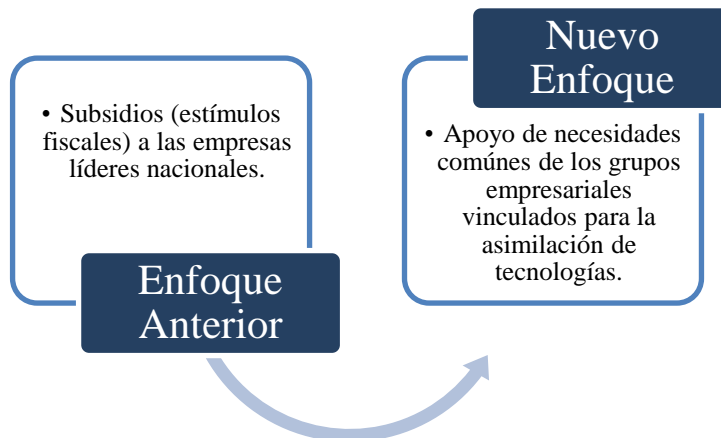 • Subsidios (estímulos
fiscales) a las empresas
líderes nacionales.
Enfoque
Anterior
Nuevo
Enfoque
• Apoyo de necesidades
comúnes de los grupos
empresariales
vinculados para la
asimilación de
tecnologías.